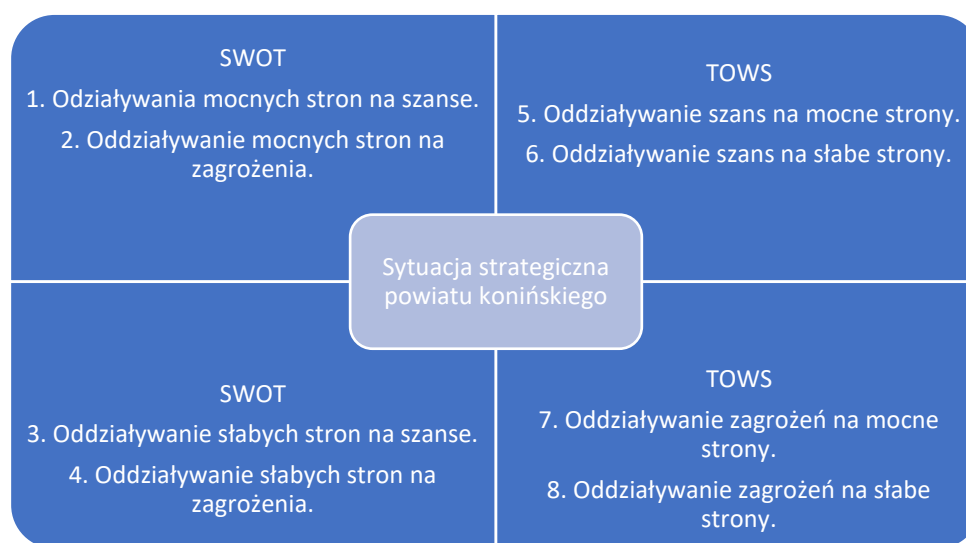 SWOT
1. Odziaływania mocnych stron na szanse.
2. Oddziaływanie mocnych stron na
zagrożenia.
TOWS
5. Oddziaływanie szans na mocne strony.
6. Oddziaływanie szans na słabe strony.
Sytuacja strategiczna
powiatu konińskiego
SWOT
3. Oddziaływanie słabych stron na szanse.
4. Oddziaływanie słabych stron na
zagrożenia.
TOWS
7. Oddziaływanie zagrożeń na mocne
strony.
8. Oddziaływanie zagrożeń na słabe
strony.